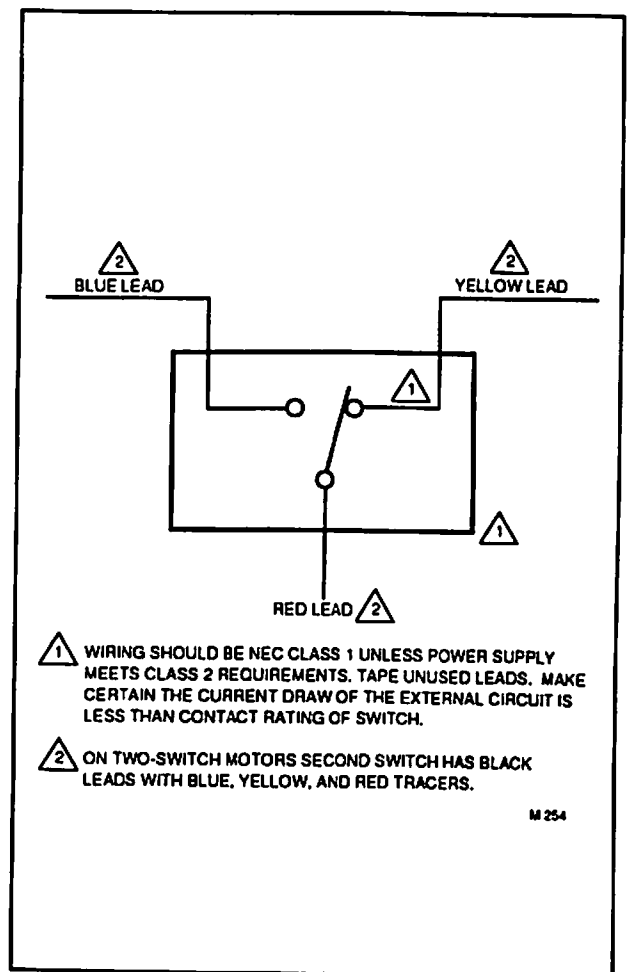 2 2
BLUE LEAD YELLOW LEAD
1
1
RED LEAD 2
1 WIRING SHOULD BE NEC CLASS 1 UNLESS POWER SUPPLY
MEETS CLASS 2 REQUIREMENTS. TAPE UNUSED LEADS. MAKE
CERTAIN THE CURRENT DRAW OF THE EXTERNAL CIRCUIT IS
LESS THAN CONTACT RATING OF SWITCH.
2 ON TWO-SWITCH MOTORS SECOND SWITCH HAS BLACK
LEADS WITH BLUE, YELLOW, AND RED TRACERS.
M 254